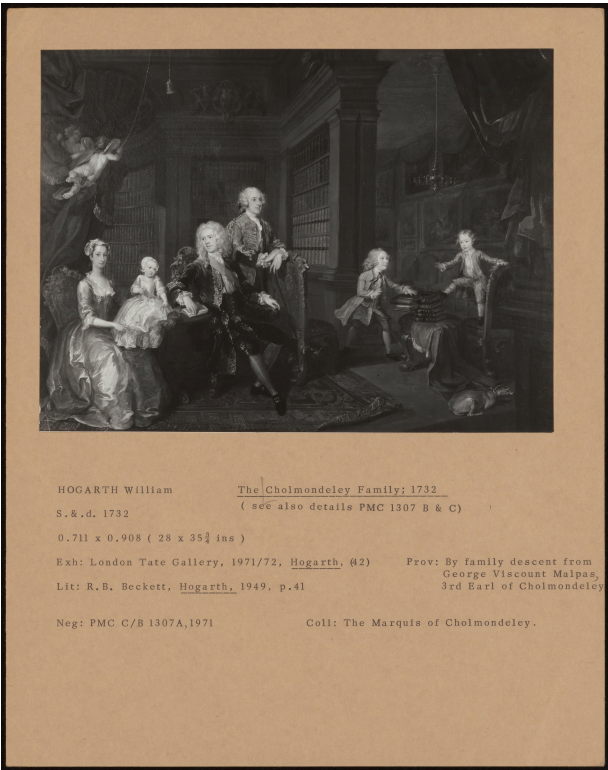 HOGARTH William
The Cholmondeley Family; 1732
( see also details PMC 1307 B & C)
S.&.d. 1732
0.711 x 0.908 ( 28 x 35¾ ins )
Exh: London Tate Gallery, 1971/72, Hogarth, (42)
Lit: R.B. Beckett, Hogarth, 1949, p.41
Prov: By family descent from
George Viscount Malpas,
3rd Earl of Cholmondeley
Neg: PMC C/B 1307A,1971
Coll: The Marquis of Cholmondeley.